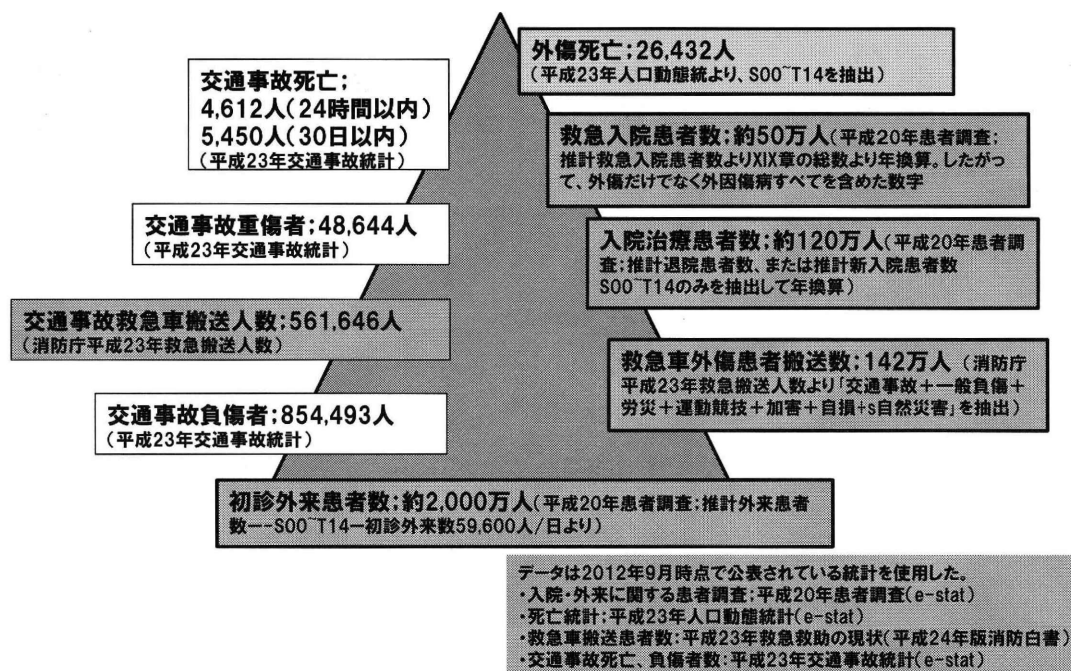 外傷死亡;26,432人
(平成23年人口動態統より、S00~T14を抽出)
交通事故死亡;
4,612人(24時間以内)
5,450人(30日以内)
(平成23年交通事故統計)
救急入院患者数;約50万人(平成20年患者調査;
推計救急入院患者数よりXIX章の総数より年換算。したがっ
て、外傷だけでなく外因傷病すべてを含めた数字
交通事故重傷者;48,644人
(平成23年交通事故統計)
入院治療患者数;約120万人(平成20年患者調
査;推計退院患者数、または推計新入院患者数
S00~T14のみを抽出して年換算)
交通事故救急車搬送人数;561,646人
(消防庁平成23年救急搬送人数)
救急車外傷患者搬送数;142万人 (消防庁
平成23年救急搬送人数より「交通事故+一般負傷+
労災+運動競技+加害+自損+s自然災害」を抽出)
交通事故負傷者;854,493人
(平成23年交通事故統計)
初診外来患者数;約2,000万人(平成20年患者調査;推計外来患者
数ー-S00~T14ー初診外来数59,600人/日より)
データは2012年9月時点で公表されている統計を使用した。
・入院・外来に関する患者調査;平成20年患者調査(e-stat)
・死亡統計;平成23年人口動態統計(e-stat)
・救急車搬送患者数:平成23年救急救助の現状(平成24年版消防白書)
・交通事故死亡、負傷者数:平成23年交通事故統計(e-stat)